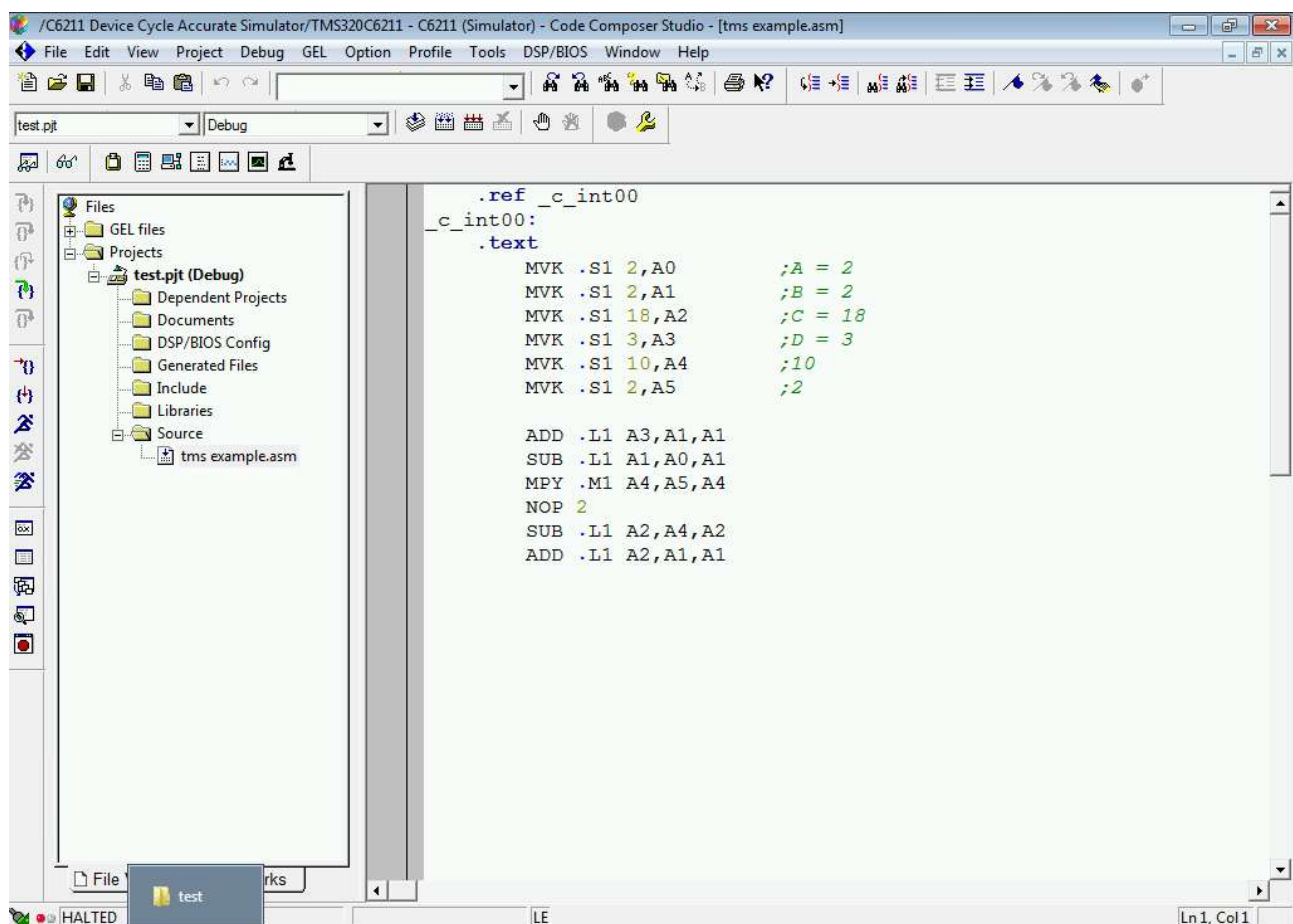 /C6211 Device Cycle Accurate Simulator/TMS320C6211 - C6211 (Simulator) - Code Composer Studio - [tms example.asm]
File Edit View Project Debug GEL Option Profile Tools DSP/BIOS Window Help
test.pjt Debug
Files
GEL files
Projects
test.pjt (Debug)
Dependent Projects
Documents
DSP/BIOS Config
Generated Files
Include
Libraries
Source
tms example.asm
.ref _c_int00
_c_int00:
.text
MVK .S1 2,A0 ;A = 2
MVK .S1 2,A1 ;B = 2
MVK .S1 18,A2 ;C = 18
MVK .S1 3,A3 ;D = 3
MVK .S1 10,A4 ;10
MVK .S1 2,A5 ;2
ADD .L1 A3,A1,A1
SUB .L1 A1,A0,A1
MPY .M1 A4,A5,A4
NOP 2
SUB .L1 A2,A4,A2
ADD .L1 A2,A1,A1
File
rks
test
HALTED LE Ln 1, Col 1